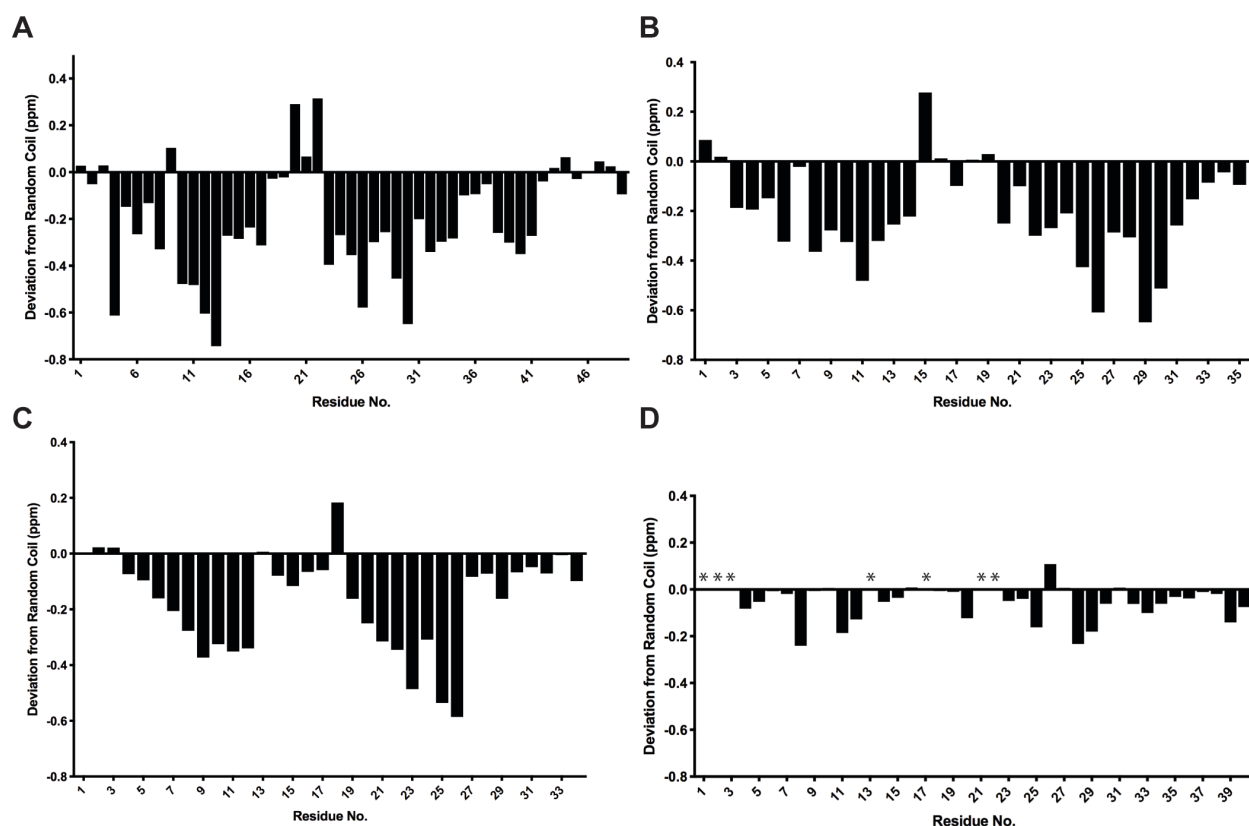 A
Deviation from Random Coil (ppm)
0.4
0.2
0.0
-0.2
-0.4
-0.6
-0.8
1 6 11 16 21 26 31 36 41 46
Residue No.
B
Deviation from Random Coil (ppm)
0.4
0.2
0.0
-0.2
-0.4
-0.6
-0.8
1 3 5 7 9 11 13 15 17 19 21 23 25 27 29 31 33 35
Residue No.
C
Deviation from Random Coil (ppm)
0.4
0.2
0.0
-0.2
-0.4
-0.6
-0.8
1 3 5 7 9 11 13 15 17 19 21 23 25 27 29 31 33
Residue No.
D
Deviation from Random Coil (ppm)
0.4
0.2
0.0
-0.2
-0.4
-0.6
-0.8
* * * * * * *
1 3 5 7 9 11 13 15 17 19 21 23 25 27 29 31 33 35 37 39
Residue No.